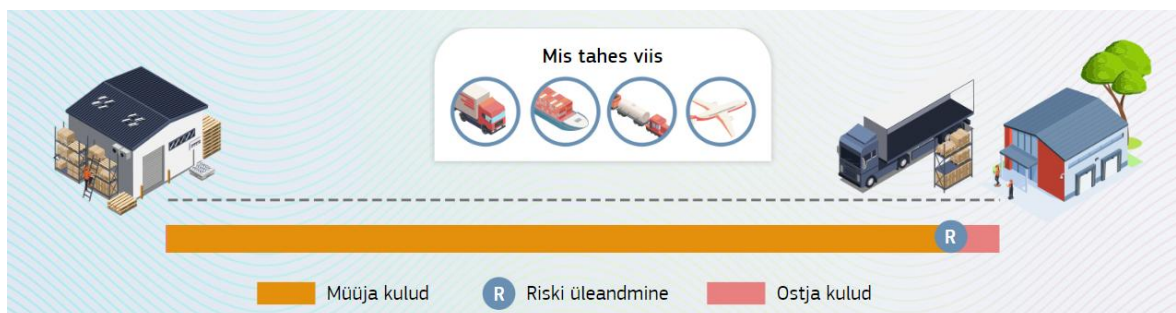 Mis tahes viis
R
Müüja kulud
R
Riski üleandmine
Ostja kulud